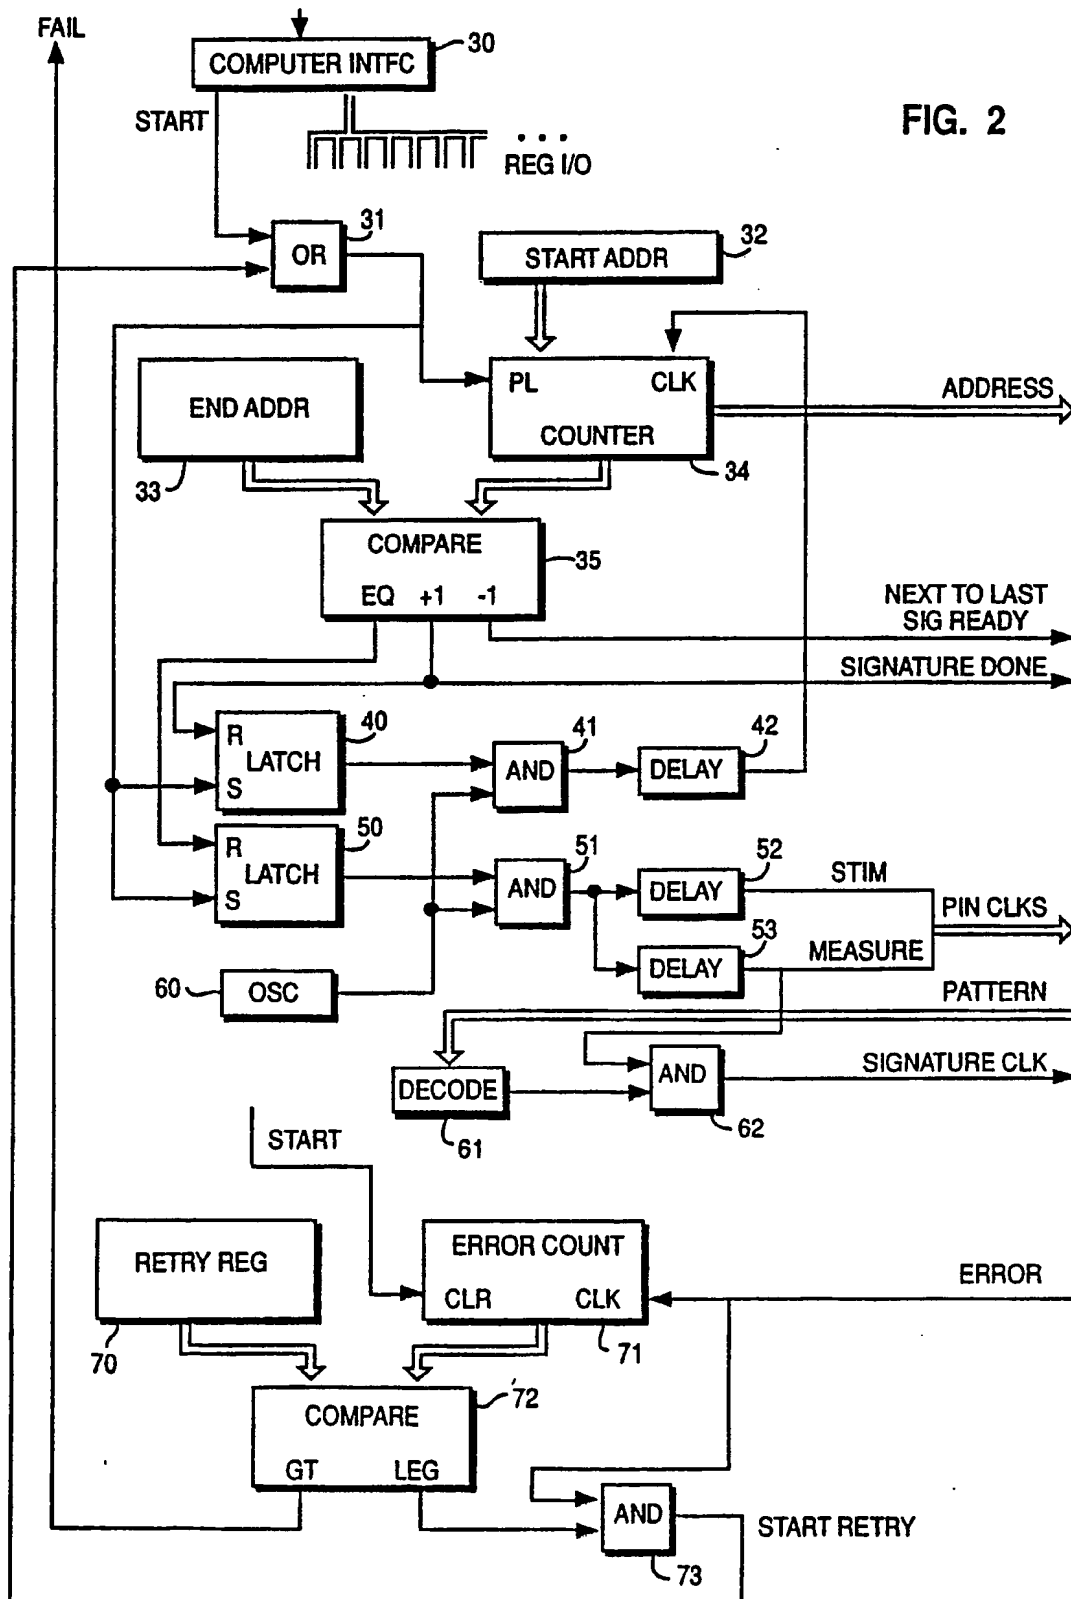 FAIL
COMPUTER INTFC
30
START
FIG. 2
REG I/O
31
OR
START ADDR
32
END ADDR
33
PL
CLK
COUNTER
34
ADDRESS
COMPARE
EQ +1 -1
35
NEXT TO LAST
SIG READY
SIGNATURE DONE
R
LATCH
S
40
AND
41
DELAY
42
R
LATCH
S
50
AND
51
DELAY
52
STIM
PIN CLKS
DELAY
53
MEASURE
60
OSC
PATTERN
DECODE
61
AND
62
SIGNATURE CLK
START
RETRY REG
70
ERROR COUNT
CLR
CLK
71
ERROR
COMPARE
GT
LEG
72
AND
73
START RETRY